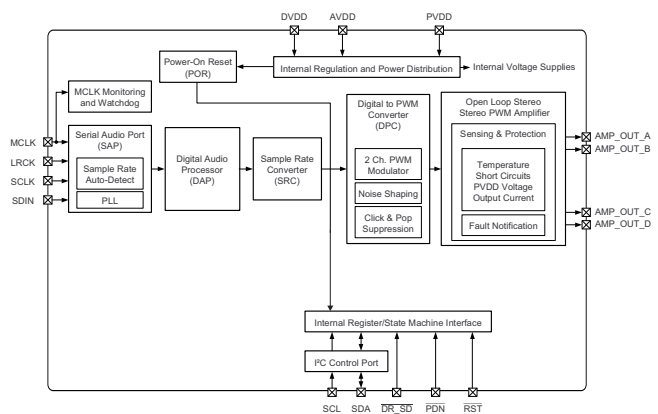 DVDD AVDD PVDD
Power-On Reset
(POR)
Internal Regulation and Power Distribution
Internal Voltage Supplies
MCLK Monitoring
and Watchdog
MCLK
LRCK
SCLK
SDIN
Serial Audio Port
(SAP)
Sample Rate
Auto-Detect
PLL
Digital Audio
Processor
(DAP)
Sample Rate
Converter
(SRC)
Digital to PWM
Converter
(DPC)
2 Ch. PWM
Modulator
Noise Shaping
Click & Pop
Suppression
Open Loop Stereo
Stereo PWM Amplifier
Sensing & Protection
Temperature
Short Circuits
PVDD Voltage
Output Current
Fault Notification
AMP_OUT_A
AMP_OUT_B
AMP_OUT_C
AMP_OUT_D
Internal Register/State Machine Interface
I²C Control Port
SCL SDA DR_SD PDN RST